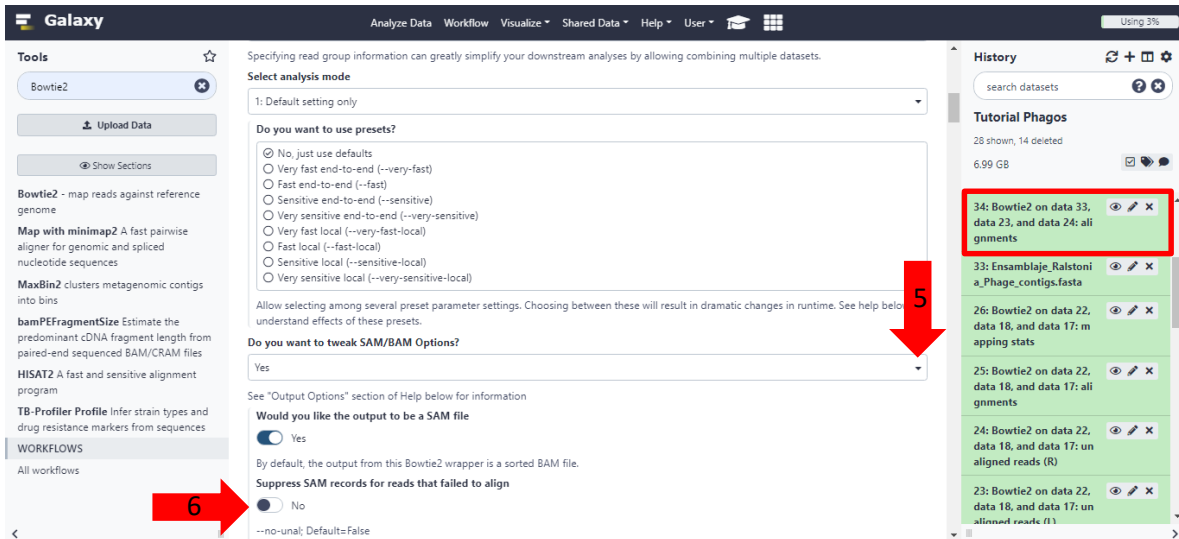 Galaxy
Analyze Data Workflow Visualize Shared Data Help User
Using 3%
Tools
Bowtie2
Upload Data
Show Sections
Bowtie2 - map reads against reference
genome
Map with minimap2 A fast pairwise
aligner for genomic and spliced
nucleotide sequences
MaxBin2 clusters metagenomic contigs
into bins
bamPEFragmentSize Estimate the
predominant cDNA fragment length from
paired-end sequenced BAM/CRAM files
HISAT2 A fast and sensitive alignment
program
TB-Profiler Profile Infer strain types and
drug resistance markers from sequences
WORKFLOWS
All workflows
Specifying read group information can greatly simplify your downstream analyses by allowing combining multiple datasets.
Select analysis mode
1: Default setting only
Do you want to use presets?
No, just use defaults
Very fast end-to-end (--very-fast)
Fast end-to-end (--fast)
Sensitive end-to-end (--sensitive)
Very sensitive end-to-end (--very-sensitive)
Very fast local (--very-fast-local)
Fast local (--fast-local)
Sensitive local (--sensitive-local)
Very sensitive local (--very-sensitive-local)
Allow selecting among several preset parameter settings. Choosing between these will result in dramatic changes in runtime. See help below
understand effects of these presets.
5
Do you want to tweak SAM/BAM Options?
Yes
See "Output Options" section of Help below for information
Would you like the output to be a SAM file
Yes
By default, the output from this Bowtie2 wrapper is a sorted BAM file.
Suppress SAM records for reads that failed to align
6
No
--no-unal; Default=False
History
search datasets
Tutorial Phagos
28 shown, 14 deleted
6.99 GB
34: Bowtie2 on data 33,
data 23, and data 24: ali
gnments
33: Ensamblaje_Ralstoni
a_Phage_contigs.fasta
26: Bowtie2 on data 22,
data 18, and data 17: m
apping stats
25: Bowtie2 on data 22,
data 18, and data 17: ali
gnments
24: Bowtie2 on data 22,
data 18, and data 17: un
aligned reads (R)
23: Bowtie2 on data 22,
data 18, and data 17: un
aligned reads (L)